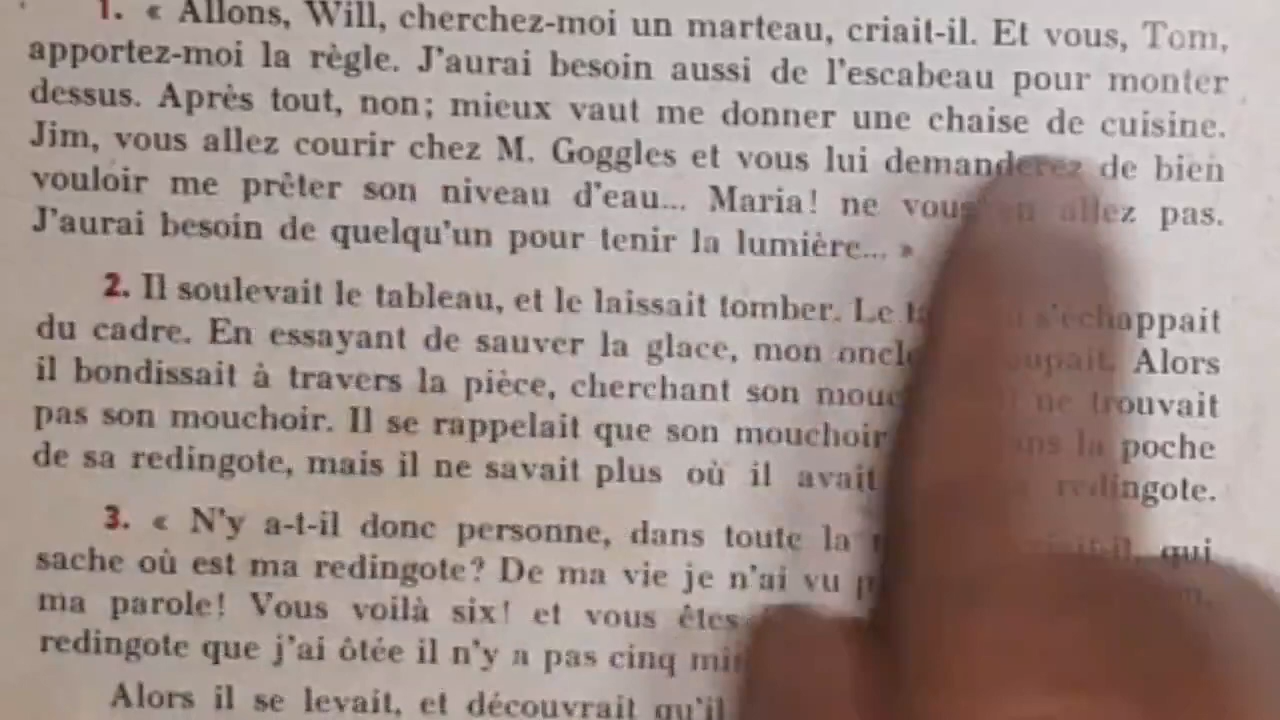 1. « Allons, Will, cherchez-moi un marteau, criait-il. Et vous, Tom,
apportez-moi la règle. J'aurai besoin aussi de l'escabeau pour monter
dessus. Après tout, non; mieux vaut me donner une chaise de cuisine.
Jim, vous allez courir chez M. Goggles et vous lui demanderez de bien
vouloir me prêter son niveau d'eau... Maria! ne vous en allez pas.
J'aurai besoin de quelqu'un pour tenir la lumière... »
2. Il soulevait le tableau, et le laissait tomber. Le s'échappait
du cadre. En essayant de sauver la glace, mon Alors
il bondissait à travers la pièce, cherchant son ne trouvait
pas son mouchoir. Il se rappelait que son mouchoir la poche
de sa redingote, mais il ne savait plus où il avait redingote.
3. « N'y a-t-il donc personne, dans toute la qui
sache où est ma redingote? De ma vie je n'ai vu
ma parole! Vous voilà six! et vous êtes
redingote que j'ai ôtée il n'y a pas cinq
Alors il se levait, et découvrait qu'il